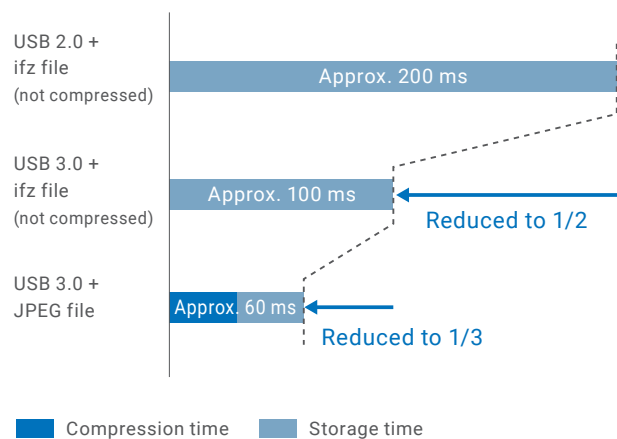 USB 2.0 +
ifz file
(not compressed)
Approx. 200 ms
USB 3.0 +
ifz file
(not compressed)
Approx. 100 ms
Reduced to 1/2
USB 3.0 +
JPEG file
Approx. 60 ms
Reduced to 1/3
Compression time
Storage time